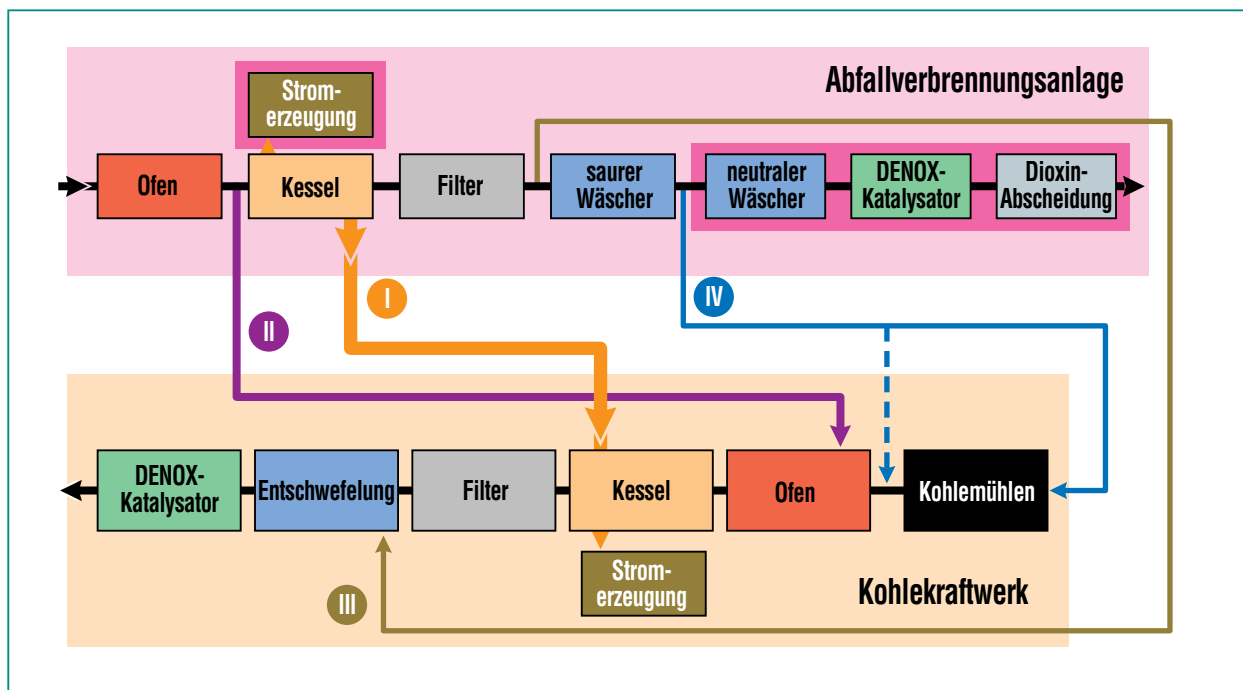 Abfallverbrennungsanlage
Strom-
erzeugung
Ofen
Kessel
Filter
saurer
Wäscher
neutraler
Wäscher
DENOX-
Katalysator
Dioxin-
Abscheidung
I
II
IV
DENOX-
Katalysator
Entschwefelung
Filter
Kessel
Ofen
Kohlemühlen
Strom-
erzeugung
III
Kohlekraftwerk